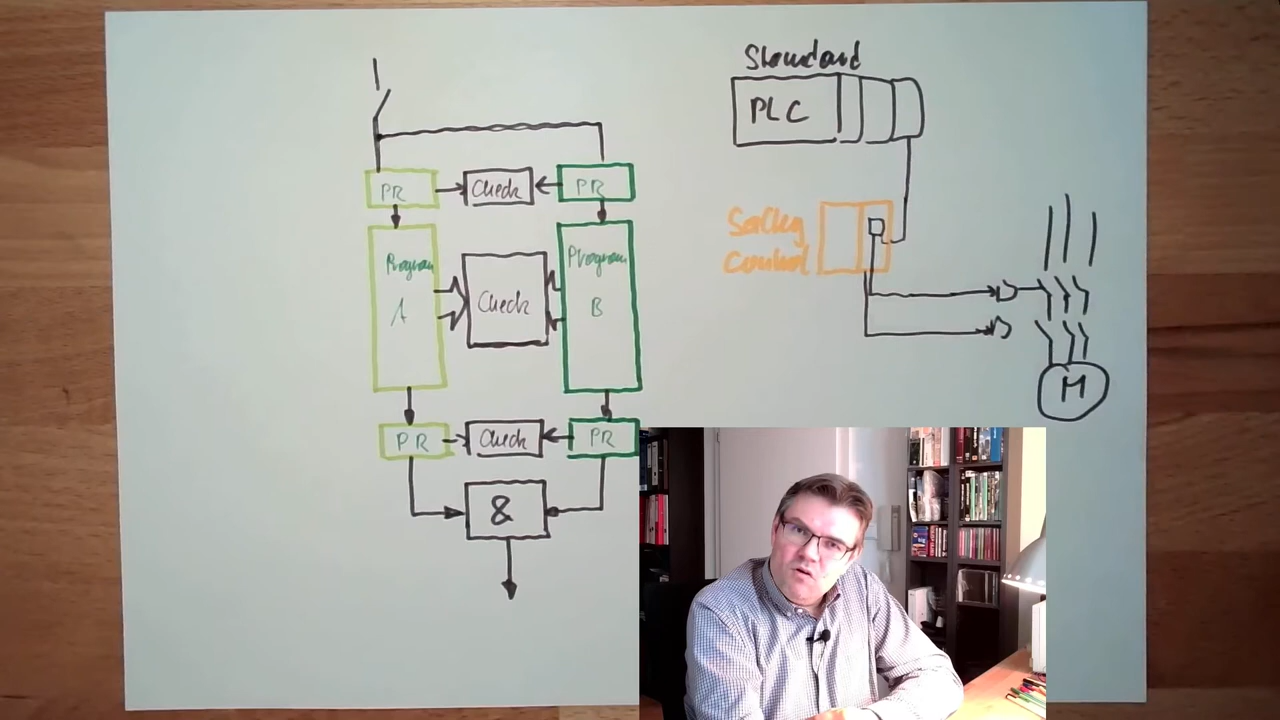 Standard
PLC
PR
Check
PR
Safety
Control
Program
A
Check
Program
B
PR
Check
PR
&
M